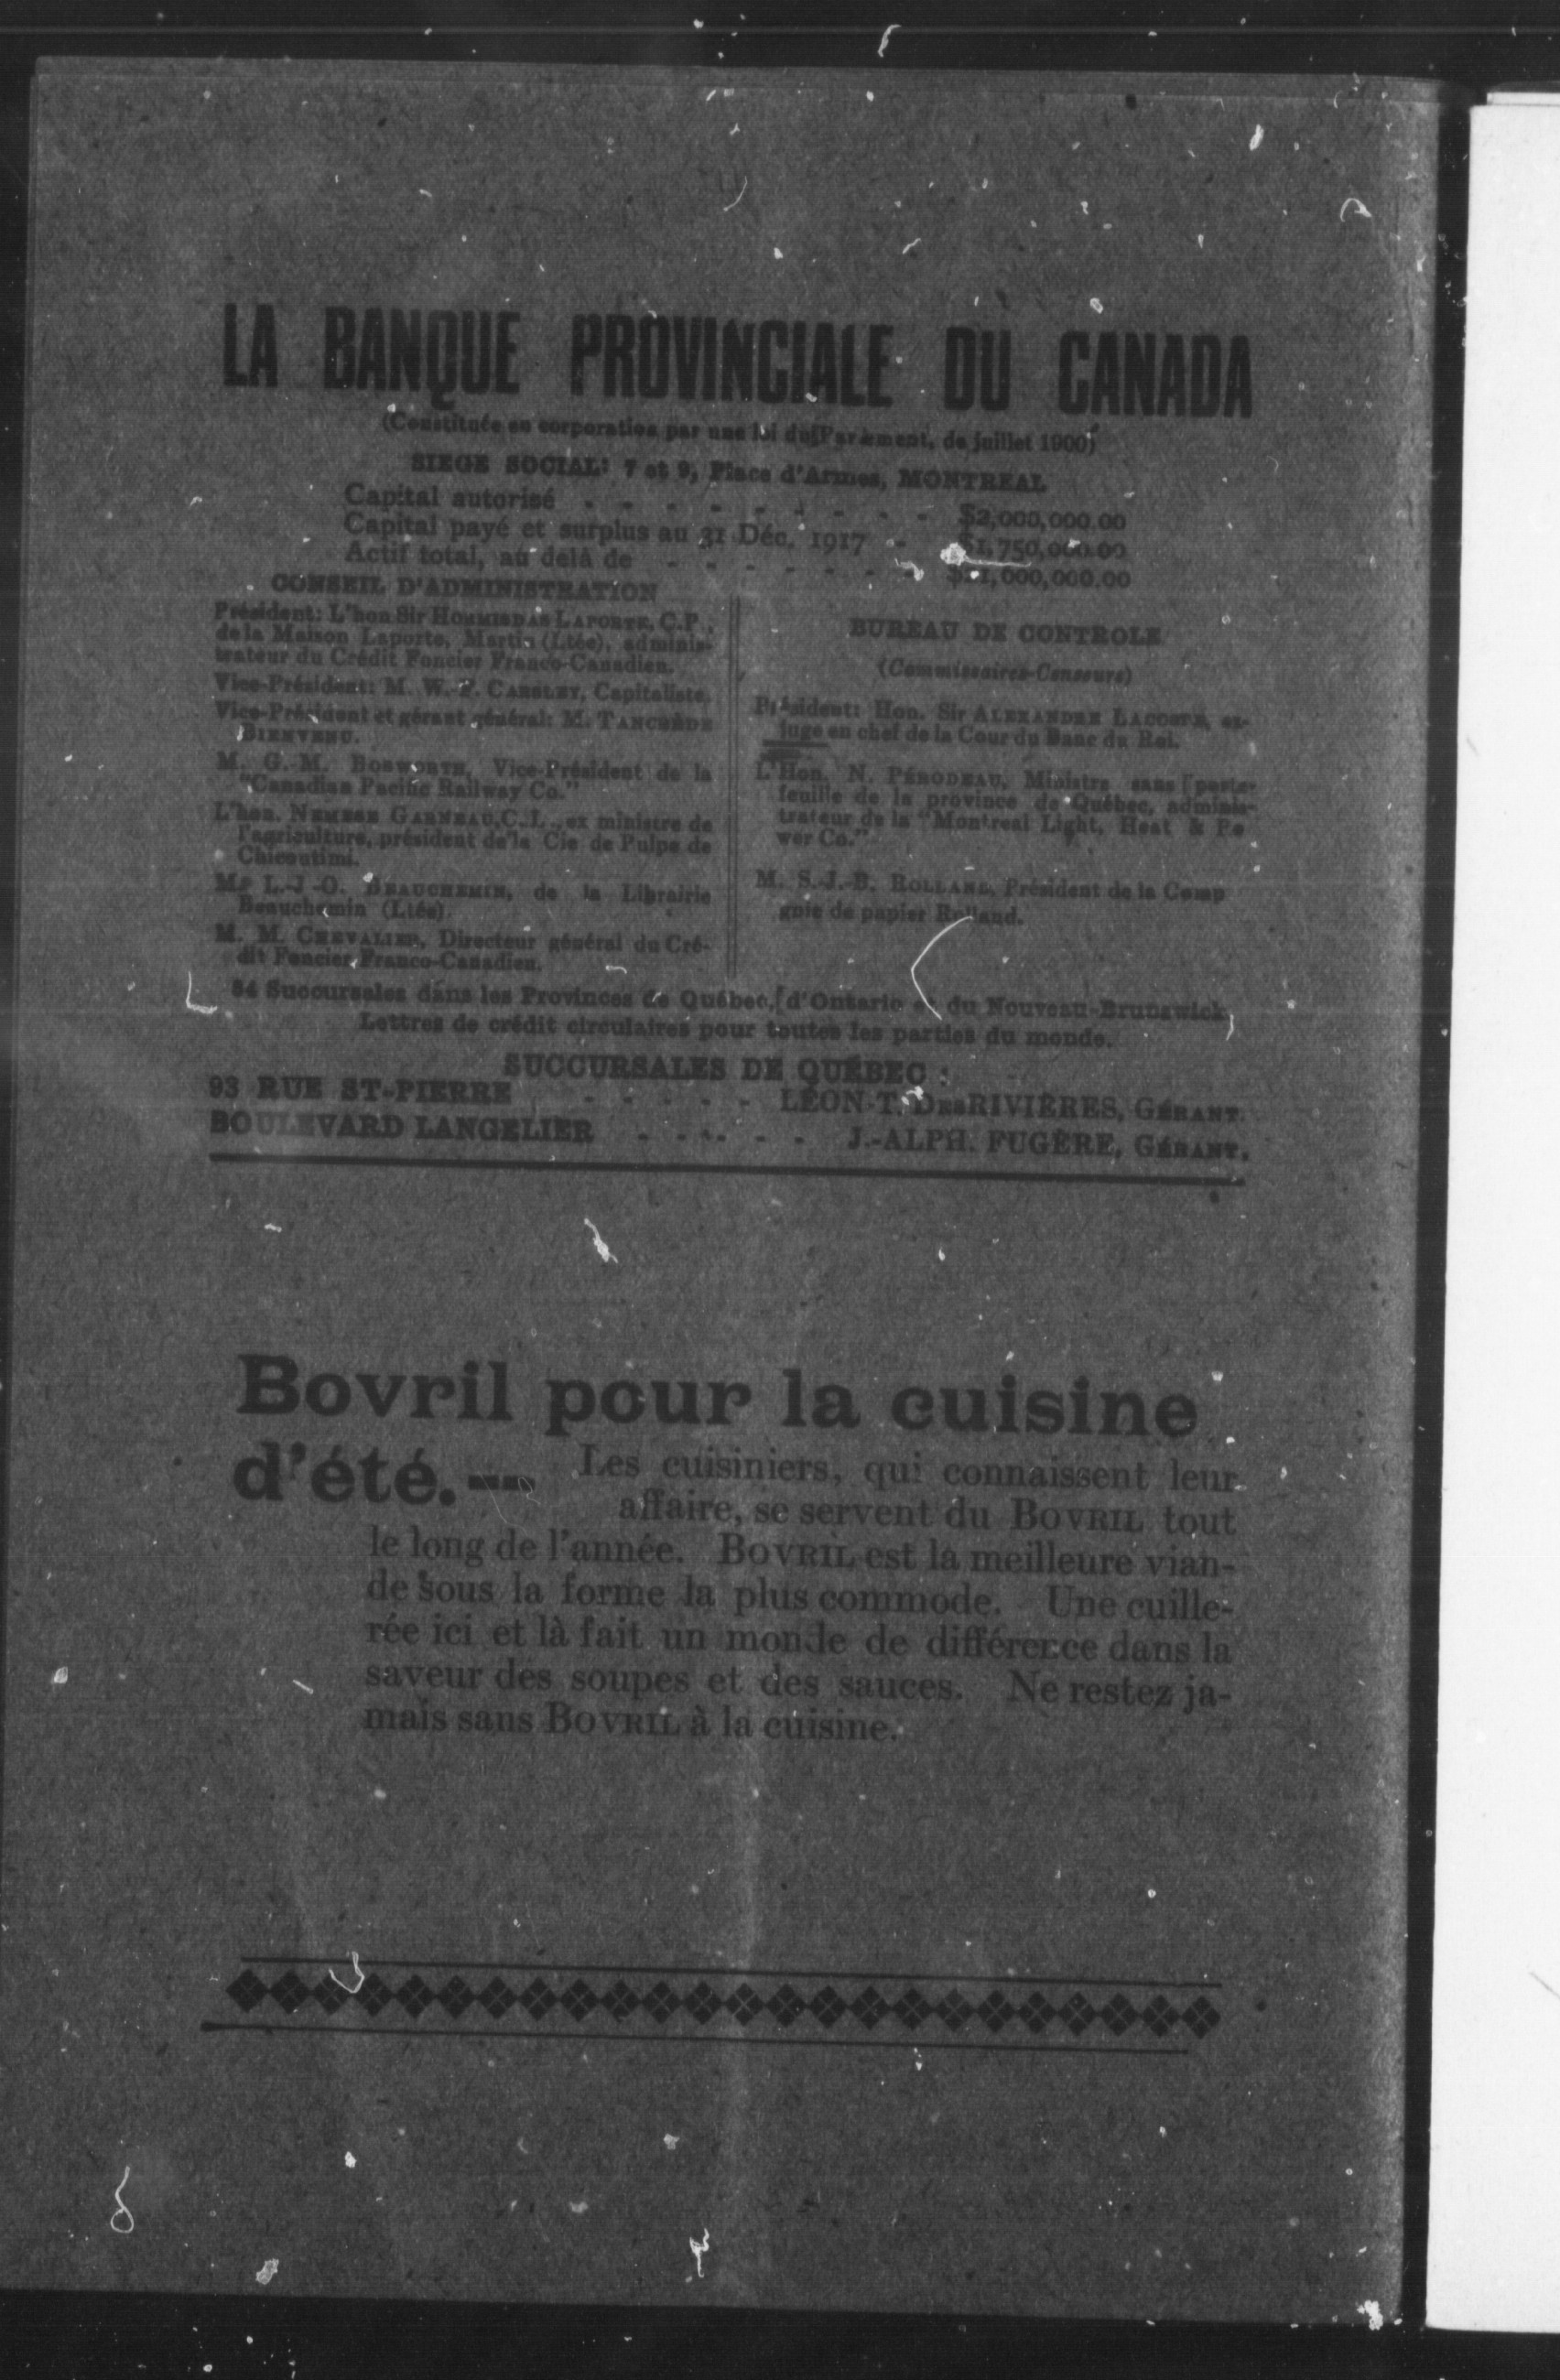 LA BANQUE PROVINCIALE DU CANADA
(Constituée en corporation par une loi du Parlement, de juillet 1900)
SIEGE SOCIAL: 7 et 9, Place d'Armes, MONTREAL
Capital autorisé - - - - - - - - - $2,000,000.00
Capital payé et surplus au 31 Déc. 1917 - $1,750,000.00
Actif total, au delà de - - - - - - - 1,000,000.00
CONSEIL D'ADMINISTRATION
Président: L'hon Sir HORMISDAS LAPORTE, C.P.,
de la Maison Laporte, Martin (Ltée), adminis-
trateur du Crédit Foncier Franco-Canadien.
Vice-Président: M. W.-F. CARSLEY, Capitaliste.
Vice-Président et gérant général: M. TANCRÈDE
BIENVENU.
M. G.-M. BOSWORTH, Vice-Président de la
"Canadian Pacific Railway Co."
L'hon. NEMESE GARNEAU, C.L., ex ministre de
l'agriculture, président de la Cie de Pulpe de
Chicoutimi.
M. L.-J-O. BEAUCHEMIN, de la Librairie
Beauchemin (Ltée).
M. M. CHEVALIER, Directeur général du Cré-
dit Foncier Franco-Canadien.
BUREAU DE CONTROLE
(Commissaires-Censeurs)
Président: Hon. Sir ALEXANDRE LACOSTE, ex-
juge en chef de la Cour du Banc du Roi.
L'Hon. N. PÉRODEAU, Ministre sans porte-
feuille de la province de Québec, adminis-
trateur de la "Montreal Light, Heat & Po
wer Co."
M. S.-J.-B. ROLLAND, Président de la Comp
gnie de papier Rolland.
54 Succursales dans les Provinces de Québec, d'Ontario et du Nouveau-Brunswick,
Lettres de crédit circulaires pour toutes les parties du monde.
SUCCURSALES DE QUÉBEC :
93 RUE ST-PIERRE - - - - - LÉON-T. DESRIVIÈRES, GÉRANT.
BOULEVARD LANGELIER - - - - - J.-ALPH. FUGÈRE, GÉRANT.
Bovril pour la cuisine
d'été.— Les cuisiniers, qui connaissent leur
affaire, se servent du BOVRIL tout
le long de l'année. BOVRIL est la meilleure vian-
de sous la forme la plus commode. Une cuille-
rée ici et là fait un monde de différence dans la
saveur des soupes et des sauces. Ne restez ja-
mais sans BOVRIL à la cuisine.